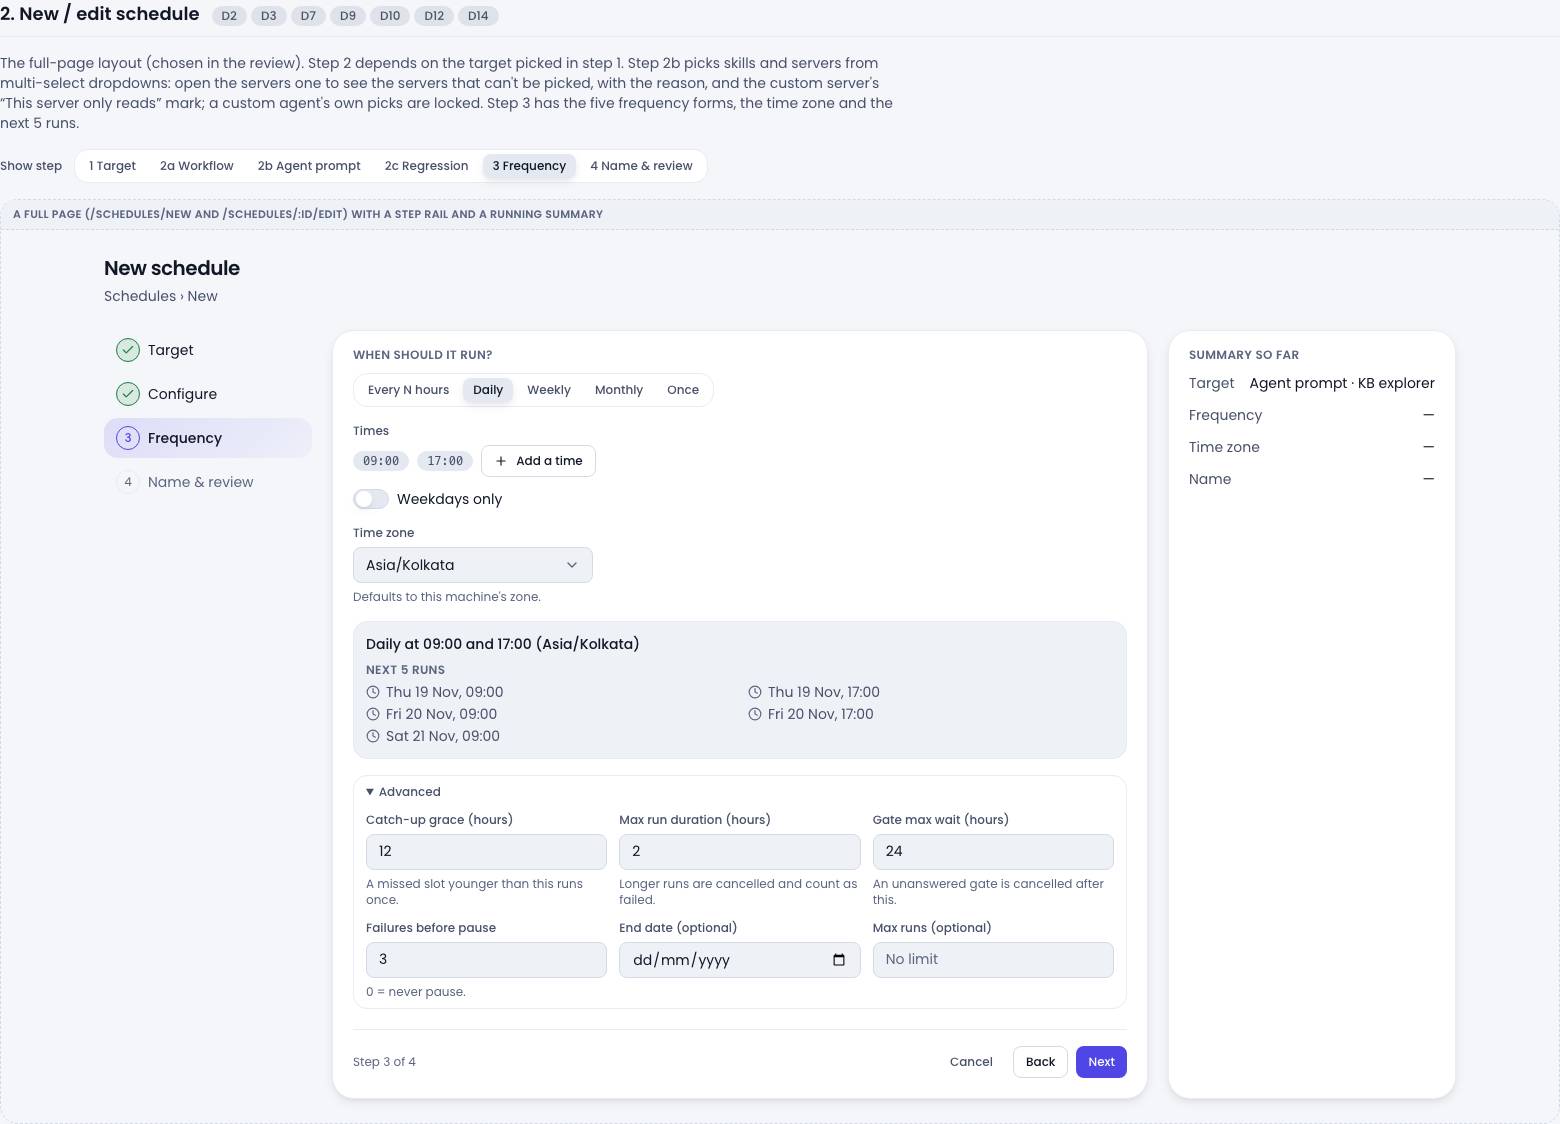 2. New / edit schedule D2 D3 D7 D9 D10 D12 D14
The full-page layout (chosen in the review). Step 2 depends on the target picked in step 1. Step 2b picks skills and servers from
multi-select dropdowns: open the servers one to see the servers that can't be picked, with the reason, and the custom server's
“This server only reads” mark; a custom agent's own picks are locked. Step 3 has the five frequency forms, the time zone and the
next 5 runs.
Show step 1 Target 2a Workflow 2b Agent prompt 2c Regression 3 Frequency 4 Name & review
A FULL PAGE (/SCHEDULES/NEW AND /SCHEDULES/:ID/EDIT) WITH A STEP RAIL AND A RUNNING SUMMARY
New schedule
Schedules › New
Target
Configure
3 Frequency
4 Name & review
WHEN SHOULD IT RUN?
Every N hours Daily Weekly Monthly Once
Times
09:00 17:00 + Add a time
Weekdays only
Time zone
Asia/Kolkata
Defaults to this machine's zone.
Daily at 09:00 and 17:00 (Asia/Kolkata)
NEXT 5 RUNS
Thu 19 Nov, 09:00 Thu 19 Nov, 17:00
Fri 20 Nov, 09:00 Fri 20 Nov, 17:00
Sat 21 Nov, 09:00
▼ Advanced
Catch-up grace (hours) Max run duration (hours) Gate max wait (hours)
12 2 24
A missed slot younger than this runs Longer runs are cancelled and count as An unanswered gate is cancelled after
once. failed. this.
Failures before pause End date (optional) Max runs (optional)
3 dd/mm/yyyy No limit
0 = never pause.
Step 3 of 4 Cancel Back Next
SUMMARY SO FAR
Target Agent prompt · KB explorer
Frequency —
Time zone —
Name —